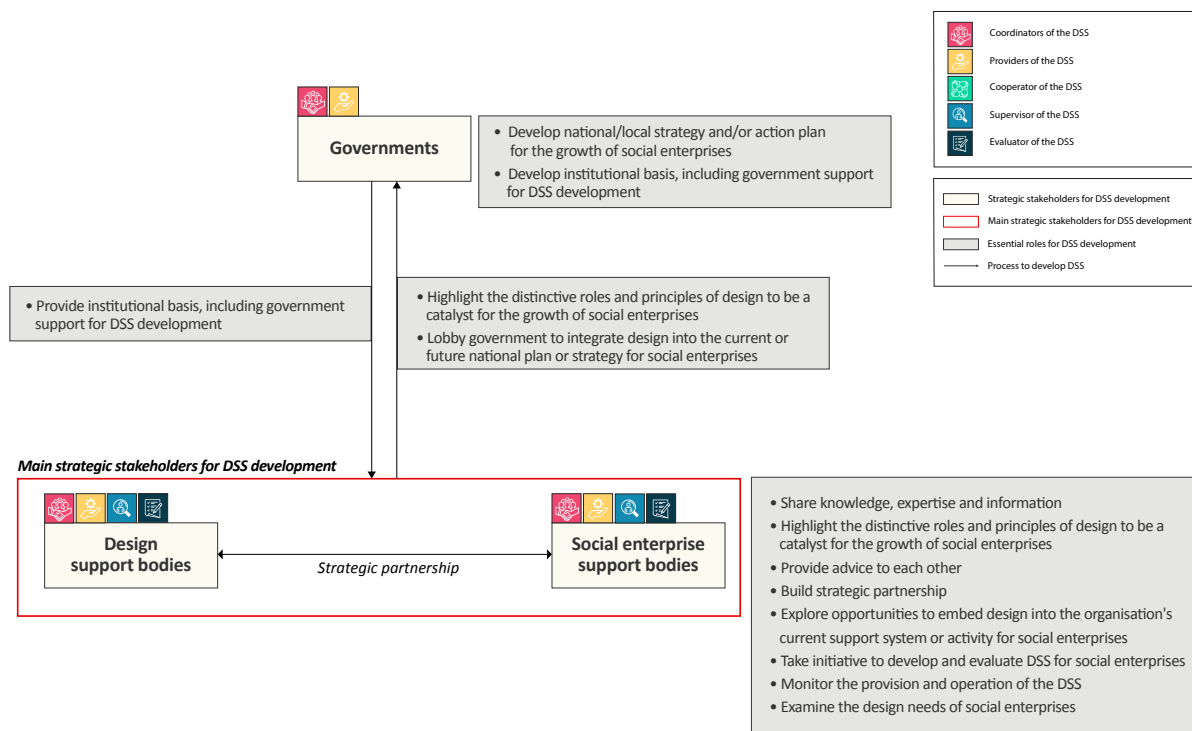 Coordinators of the DSS
Providers of the DSS
Cooperator of the DSS
Supervisor of the DSS
Evaluator of the DSS
Strategic stakeholders for DSS development
Main strategic stakeholders for DSS development
Essential roles for DSS development
Process to develop DSS
Governments
• Develop national/local strategy and/or action plan
for the growth of social enterprises
• Develop institutional basis, including government support
for DSS development
• Provide institutional basis, including government
support for DSS development
• Highlight the distinctive roles and principles of design to be a
catalyst for the growth of social enterprises
• Lobby government to integrate design into the current or
future national plan or strategy for social enterprises
Main strategic stakeholders for DSS development
Design
support bodies
Strategic partnership
Social enterprise
support bodies
• Share knowledge, expertise and information
• Highlight the distinctive roles and principles of design to be a
catalyst for the growth of social enterprises
• Provide advice to each other
• Build strategic partnership
• Explore opportunities to embed design into the organisation's
current support system or activity for social enterprises
• Take initiative to develop and evaluate DSS for social enterprises
• Monitor the provision and operation of the DSS
• Examine the design needs of social enterprises